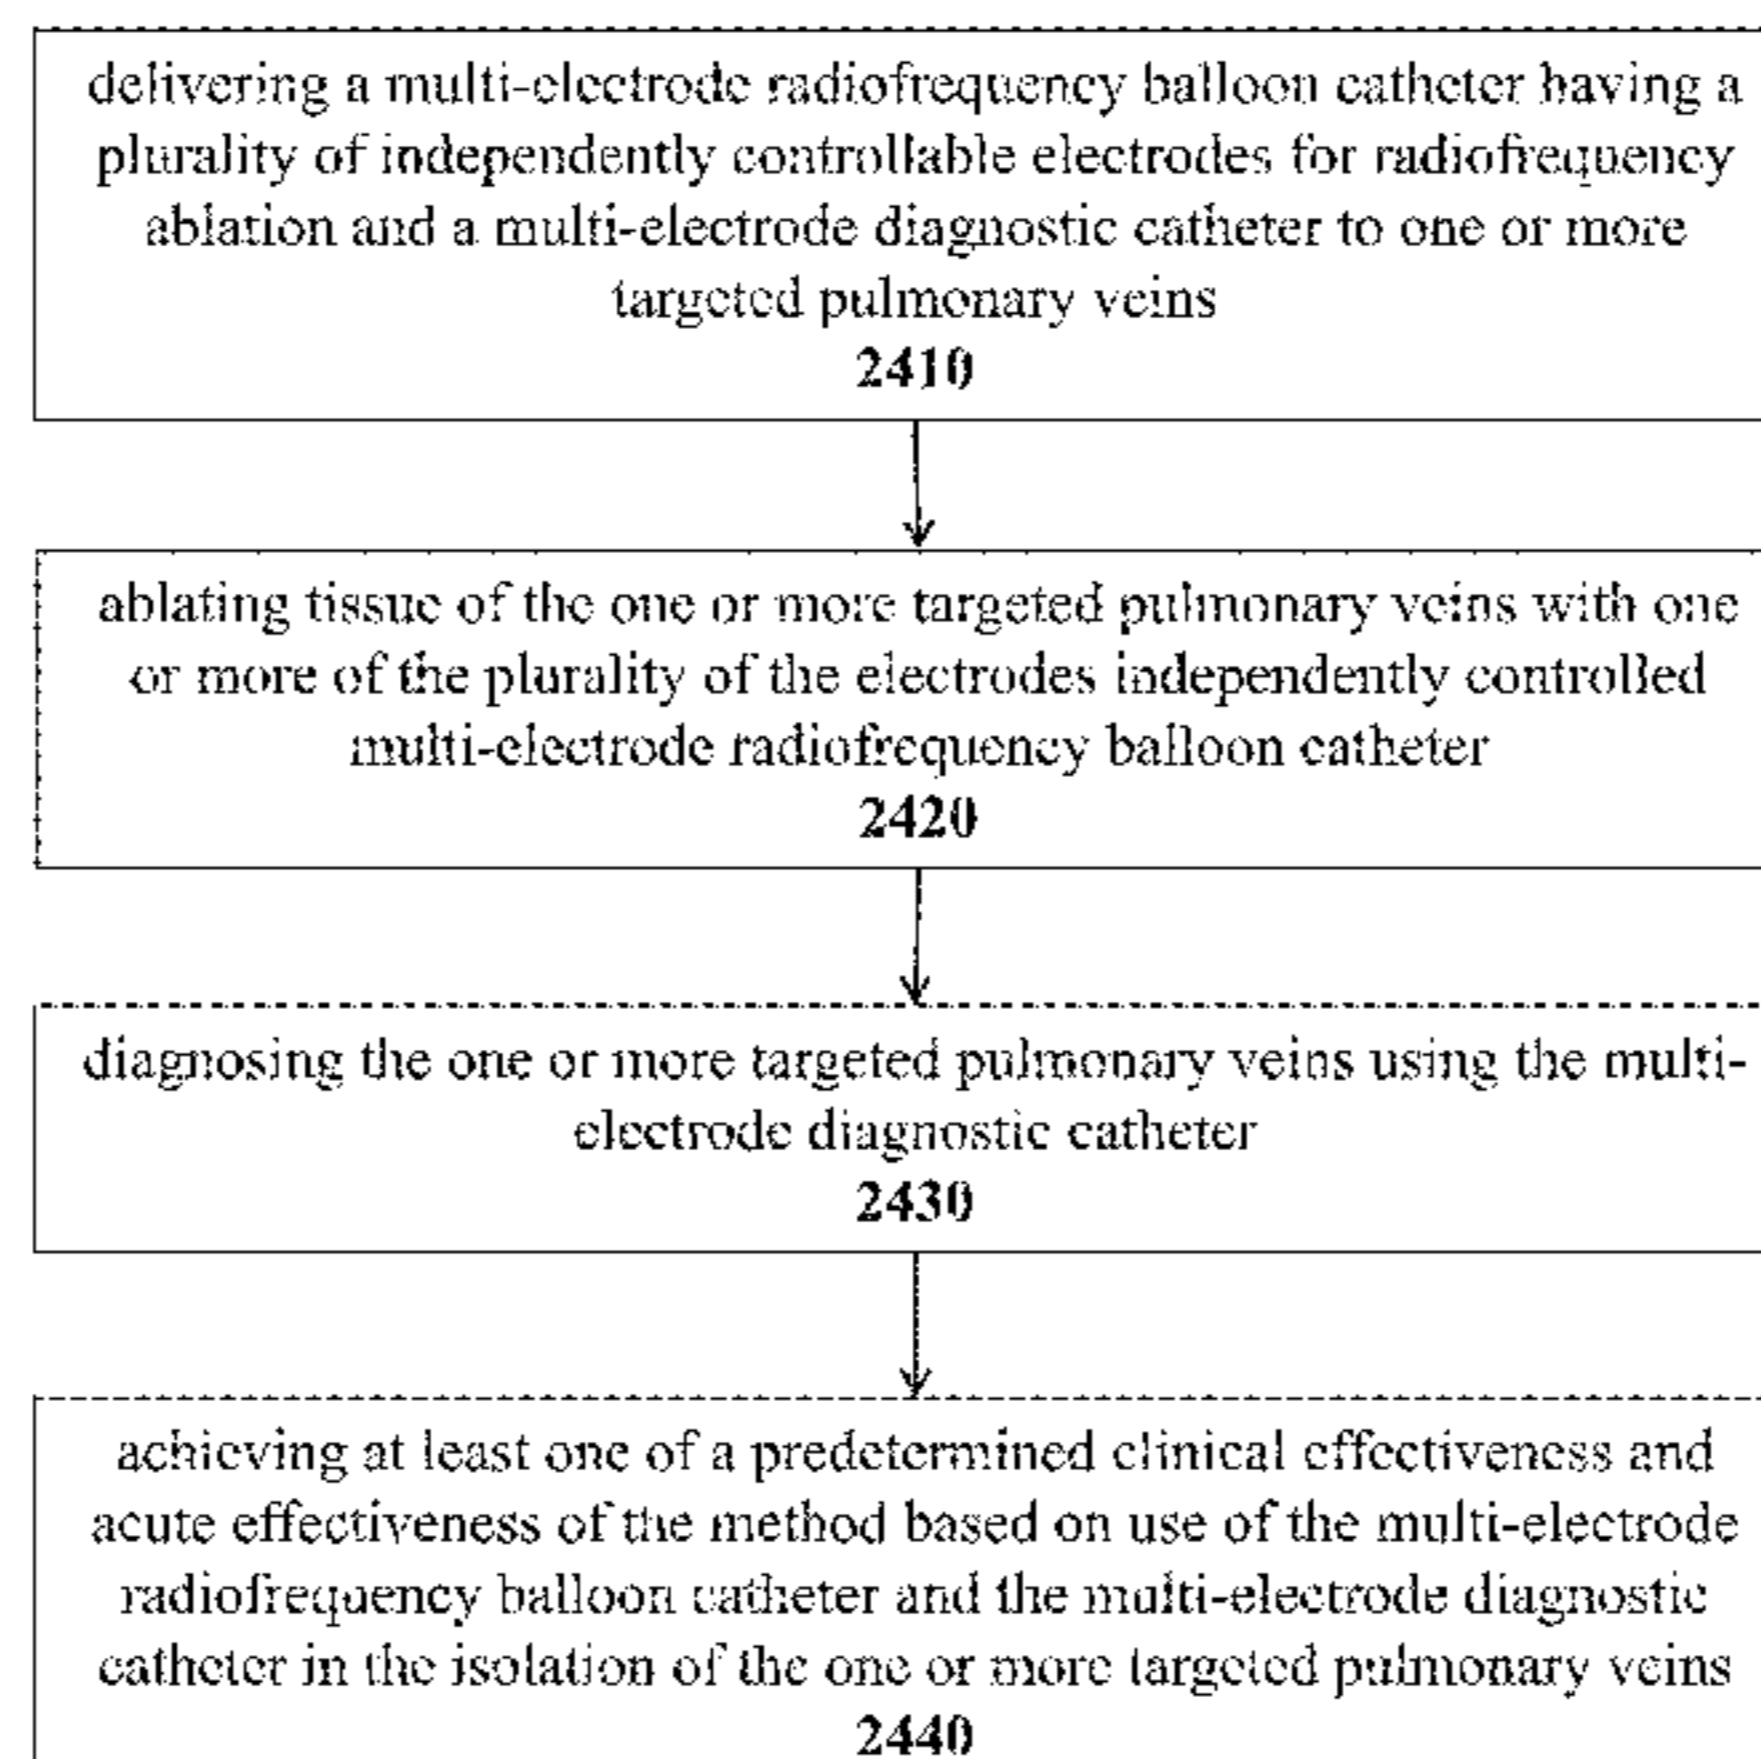 delivering a multi-electrode radiofrequency balloon catheter having a
plurality of independently controllable electrodes for radiofrequency
ablation and a multi-electrode diagnostic catheter to one or more
targeted pulmonary veins
2410
ablating tissue of the one or more targeted pulmonary veins with one
or more of the plurality of the electrodes independently controlled
multi-electrode radiofrequency balloon catheter
2420
diagnosing the one or more targeted pulmonary veins using the multi-
electrode diagnostic catheter
2430
achieving at least one of a predetermined clinical effectiveness and
acute effectiveness of the method based on use of the multi-electrode
radiofrequency balloon catheter and the multi-electrode diagnostic
catheter in the isolation of the one or more targeted pulmonary veins
2440